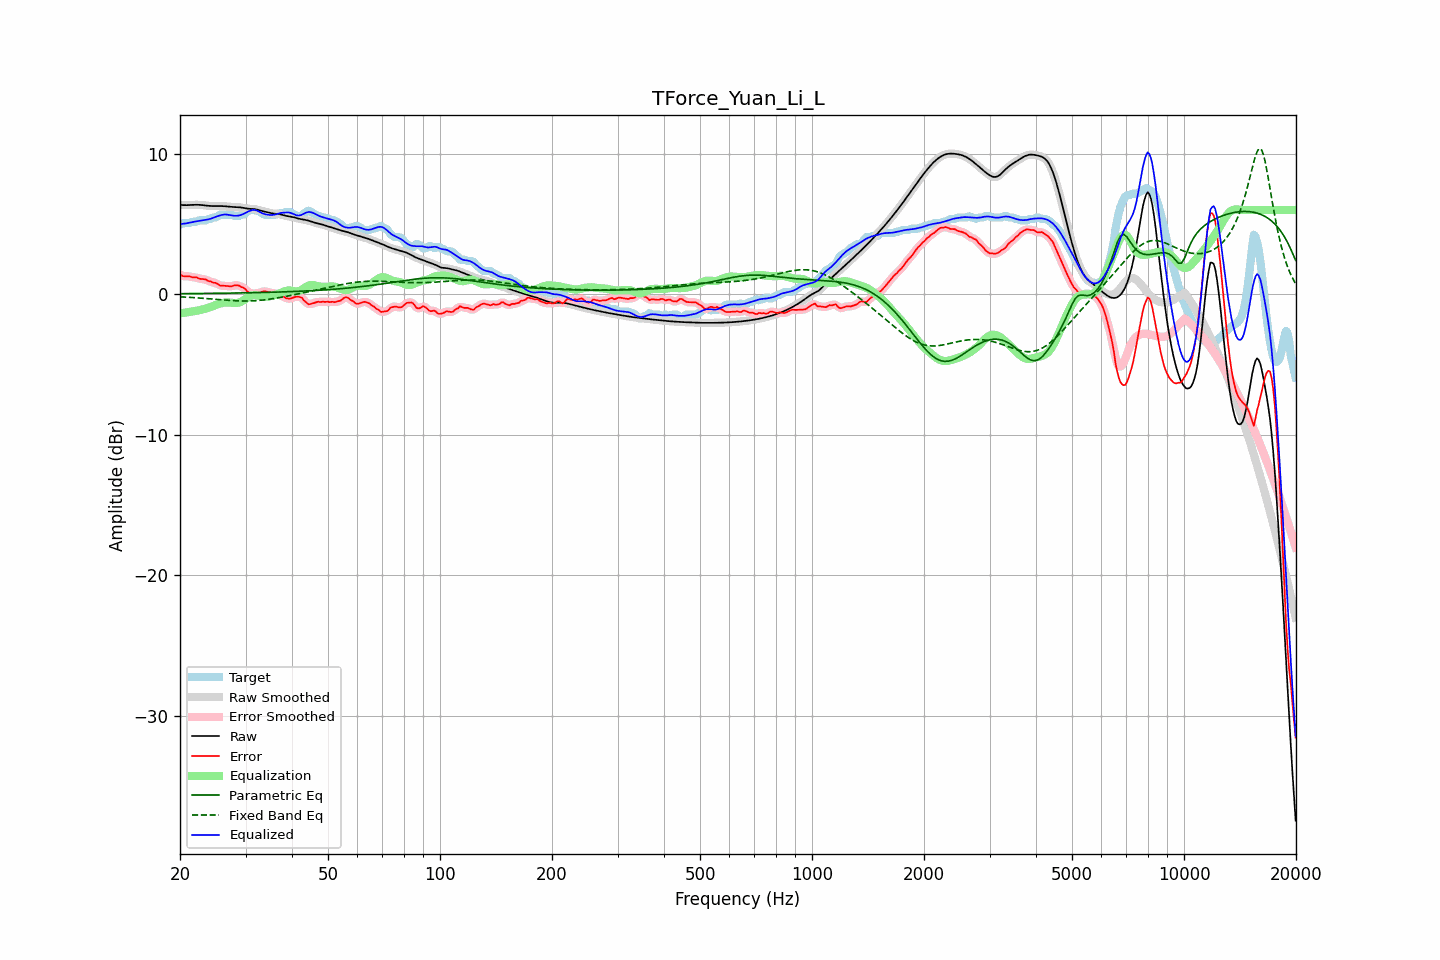 TForce_Yuan_Li_L
Amplitude (dBr)
10
0
−10
−20
−30
Target
Raw Smoothed
Error Smoothed
Raw
Error
Equalization
Parametric Eq
Fixed Band Eq
Equalized
20 50 100 200 500 1000 2000 5000 10000 20000
Frequency (Hz)